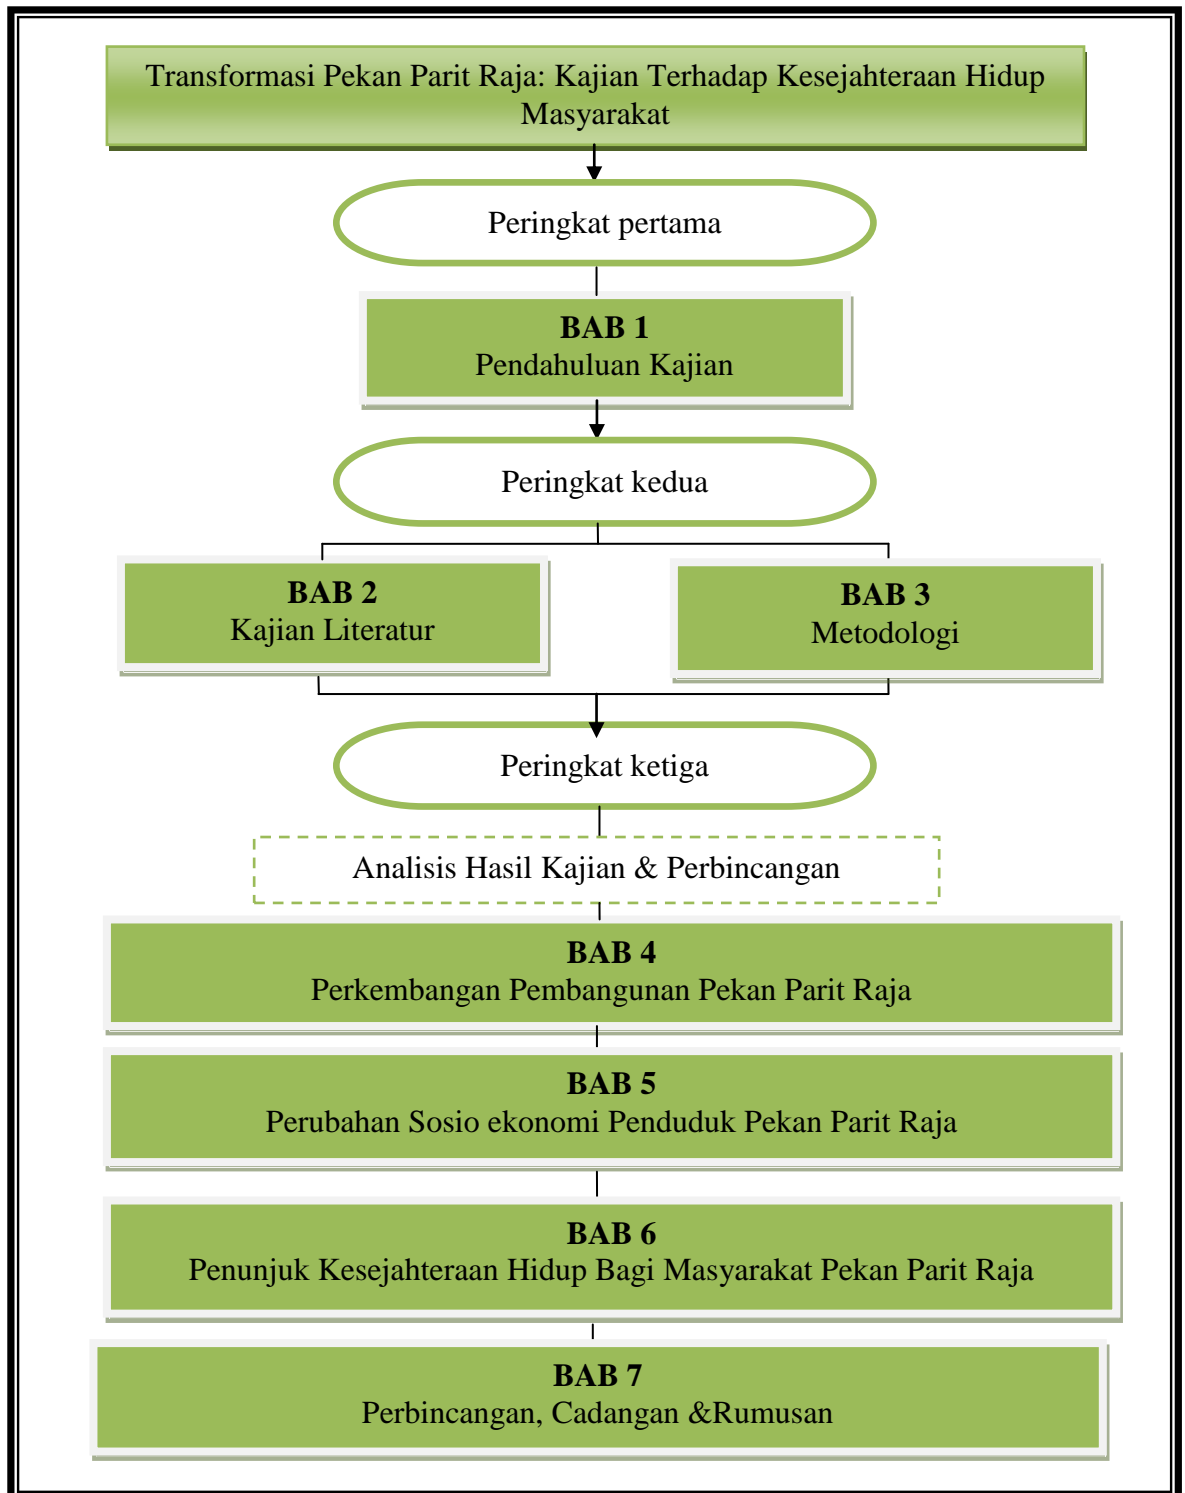 Transformasi Pekan Parit Raja: Kajian Terhadap Kesejahteraan Hidup
Masyarakat
Peringkat pertama
BAB 1
Pendahuluan Kajian
Peringkat kedua
BAB 2
Kajian Literatur
BAB 3
Metodologi
Peringkat ketiga
Analisis Hasil Kajian & Perbincangan
BAB 4
Perkembangan Pembangunan Pekan Parit Raja
BAB 5
Perubahan Sosio ekonomi Penduduk Pekan Parit Raja
BAB 6
Penunjuk Kesejahteraan Hidup Bagi Masyarakat Pekan Parit Raja
BAB 7
Perbincangan, Cadangan &Rumusan